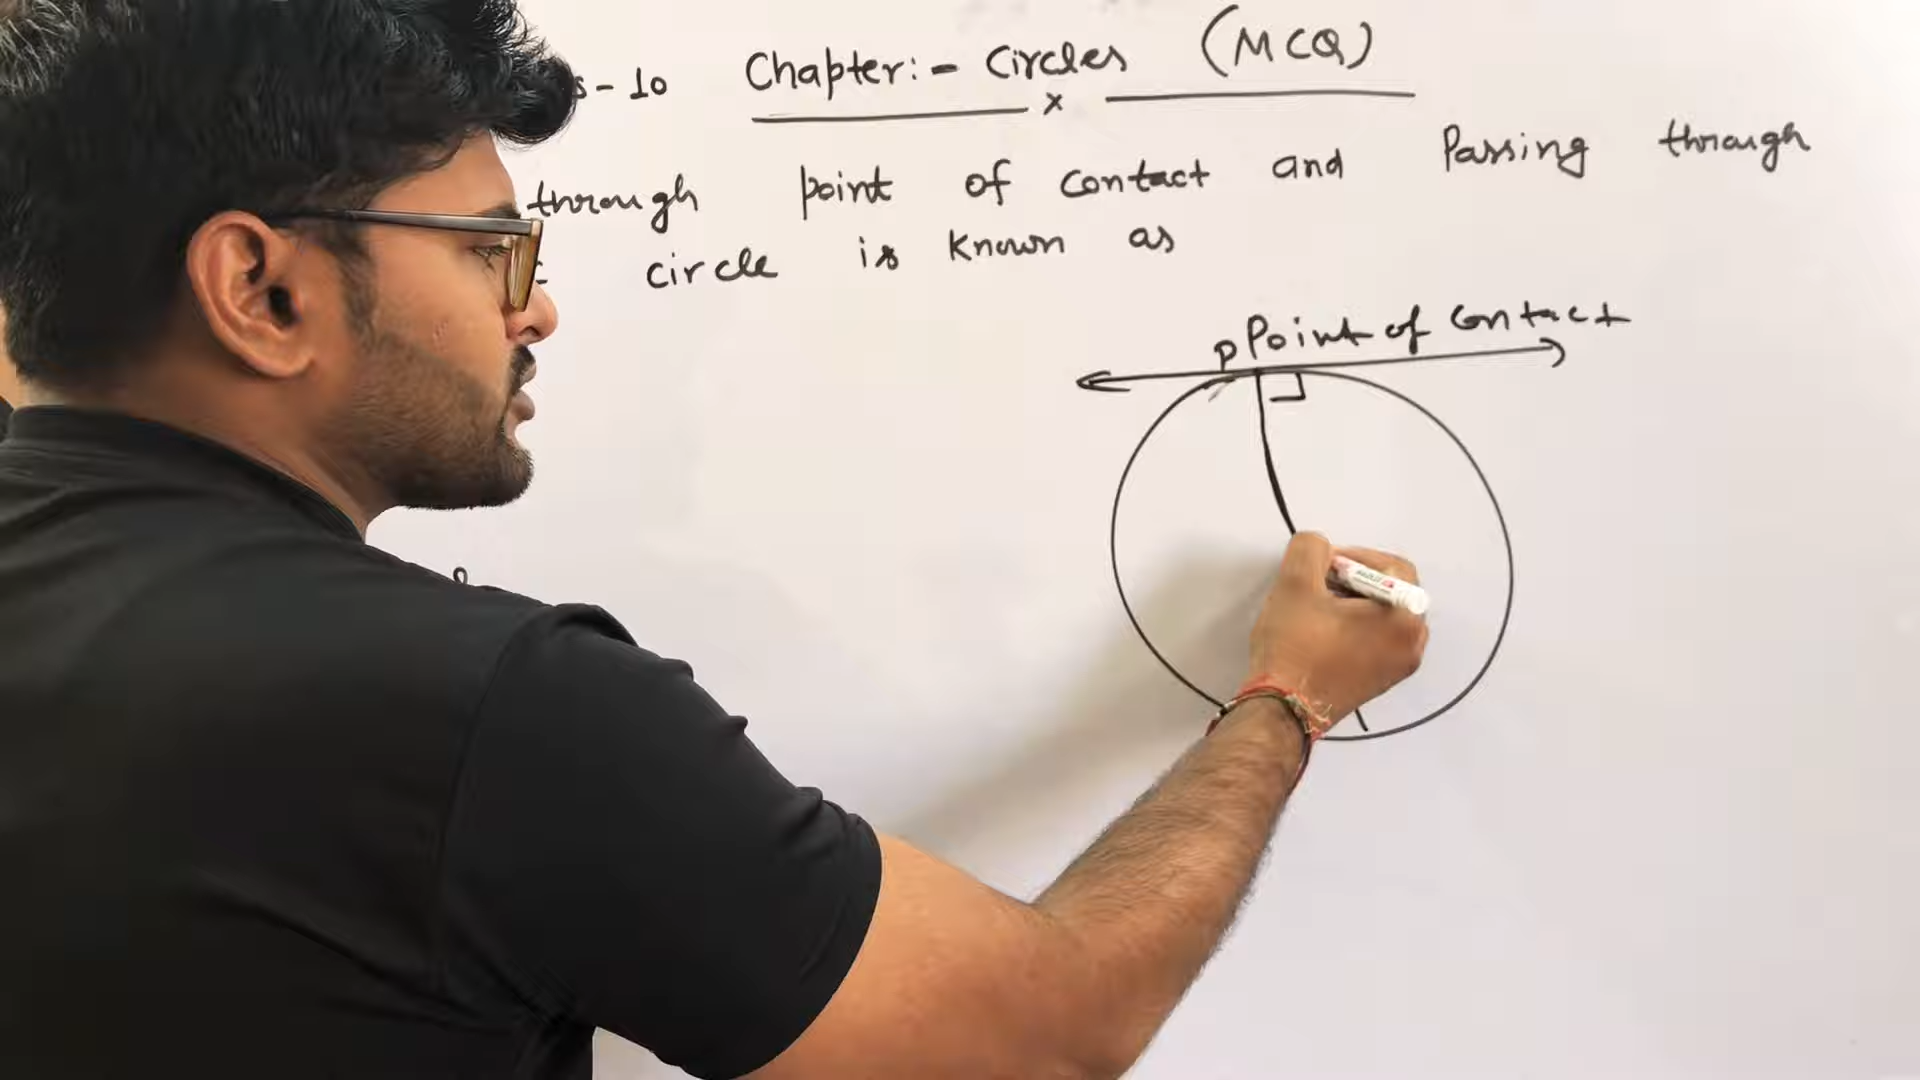 s - 10 Chapter:- Circles (MCQ)
x
through point of contact and Passing through
circle is known as
P Point of Contact